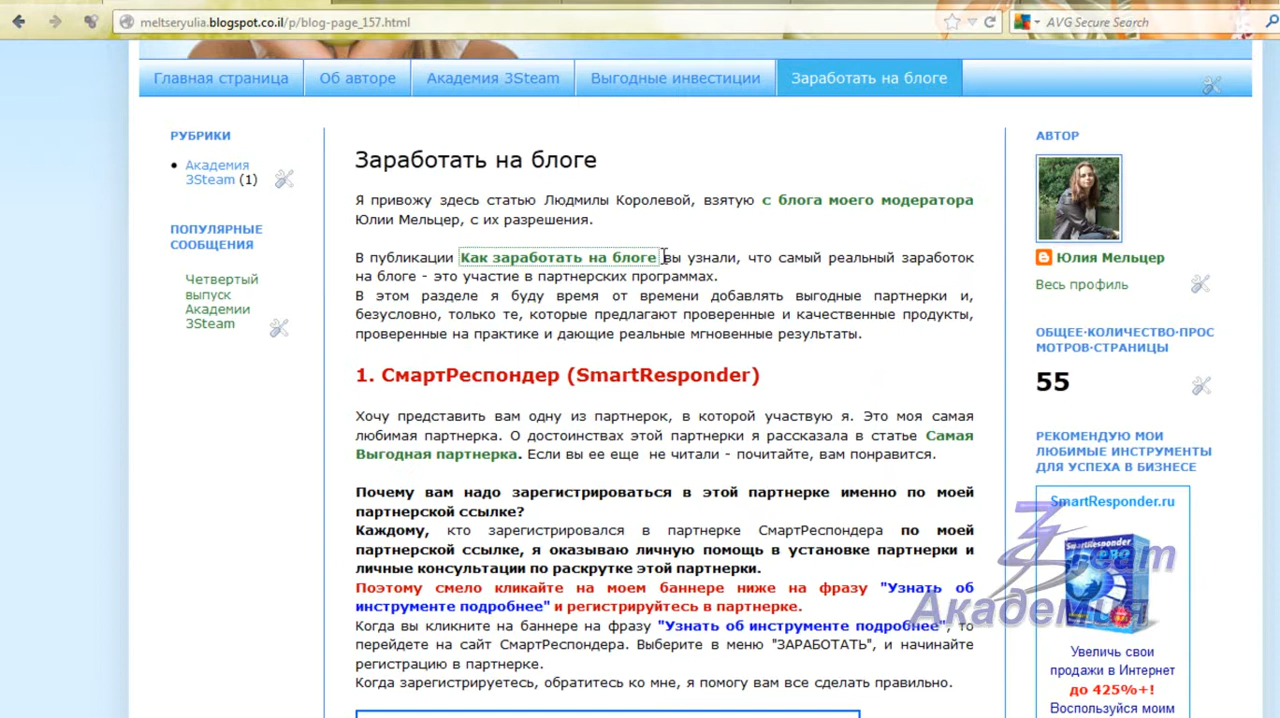 meltseryulia.blogspot.co.il/p/blog-page_157.html
AVG Secure Search
Главная страница
Об авторе
Академия 3Steam
Выгодные инвестиции
Заработать на блоге
РУБРИКИ
Академия
3Steam (1)
ПОПУЛЯРНЫЕ
СООБЩЕНИЯ
Четвертый
выпуск
Академии
3Steam
Заработать на блоге
Я привожу здесь статью Людмилы Королевой, взятую с блога моего модератора
Юлии Мельцер, с их разрешения.
В публикации Как заработать на блоге вы узнали, что самый реальный заработок
на блоге - это участие в партнерских программах.
В этом разделе я буду время от времени добавлять выгодные партнерки и,
безусловно, только те, которые предлагают проверенные и качественные продукты,
проверенные на практике и дающие реальные мгновенные результаты.
1. СмартРеспондер (SmartResponder)
Хочу представить вам одну из партнерок, в которой участвую я. Это моя самая
любимая партнерка. О достоинствах этой партнерки я рассказала в статье Самая
Выгодная партнерка. Если вы ее еще не читали - почитайте, вам понравится.
Почему вам надо зарегистрироваться в этой партнерке именно по моей
партнерской ссылке?
Каждому, кто зарегистрировался в партнерке СмартРеспондера по моей
партнерской ссылке, я оказываю личную помощь в установке партнерки и
личные консультации по раскрутке этой партнерки.
Поэтому смело кликайте на моем баннере ниже на фразу "Узнать об
инструменте подробнее" и регистрируйтесь в партнерке.
Когда вы кликните на баннере на фразу "Узнать об инструменте подробнее", то
перейдете на сайт СмартРеспондера. Выберите в меню "ЗАРАБОТАТЬ", и начинайте
регистрацию в партнерке.
Когда зарегистрируетесь, обратитесь ко мне, я помогу вам все сделать правильно.
АВТОР
Юлия Мельцер
Весь профиль
ОБЩЕЕ·КОЛИЧЕСТВО·ПРОС
МОТРОВ·СТРАНИЦЫ
55
РЕКОМЕНДУЮ МОИ
ЛЮБИМЫЕ ИНСТРУМЕНТЫ
ДЛЯ УСПЕХА В БИЗНЕСЕ
SmartResponder.ru
Увеличь свои
продажи в Интернет
до 425%+!
Воспользуйся моим
3Steam
Академия